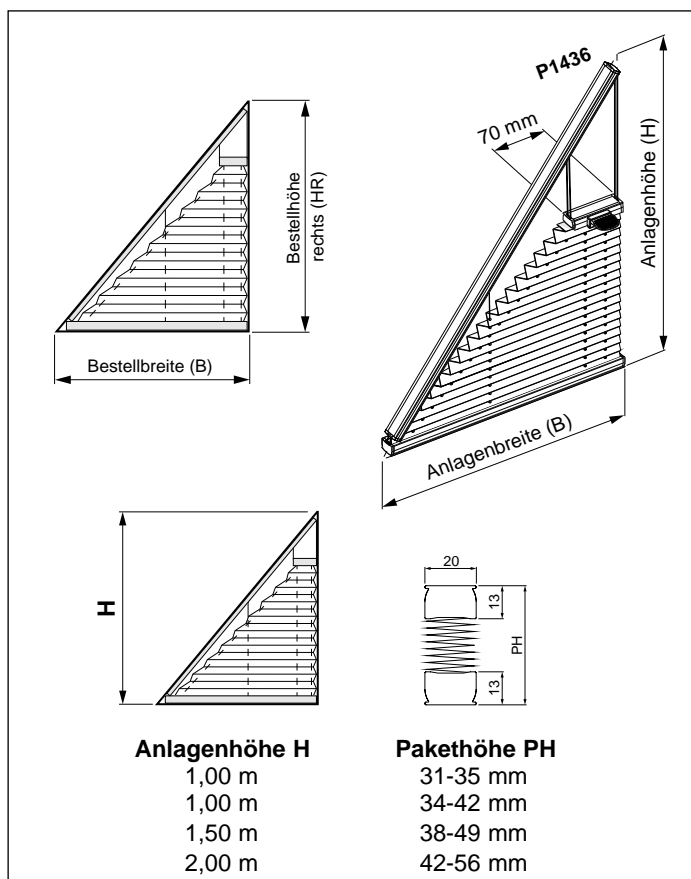 P1436
70 mm
Bestellhöhe
rechts (HR)
Anlagenhöhe (H)
Bestellbreite (B)
Anlagenbreite (B)
H
20
13
PH
13
Anlagenhöhe H Pakethöhe PH
1,00 m 31-35 mm
1,00 m 34-42 mm
1,50 m 38-49 mm
2,00 m 42-56 mm